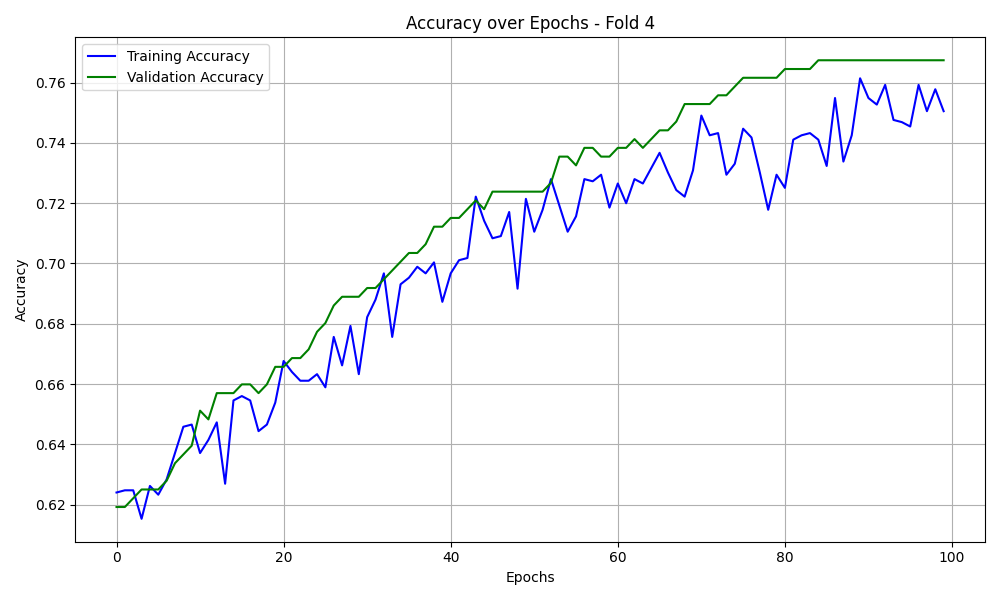 Accuracy over Epochs - Fold 4
Training Accuracy
Validation Accuracy
Accuracy
0.76
0.74
0.72
0.70
0.68
0.66
0.64
0.62
0 20 40 60 80 100
Epochs